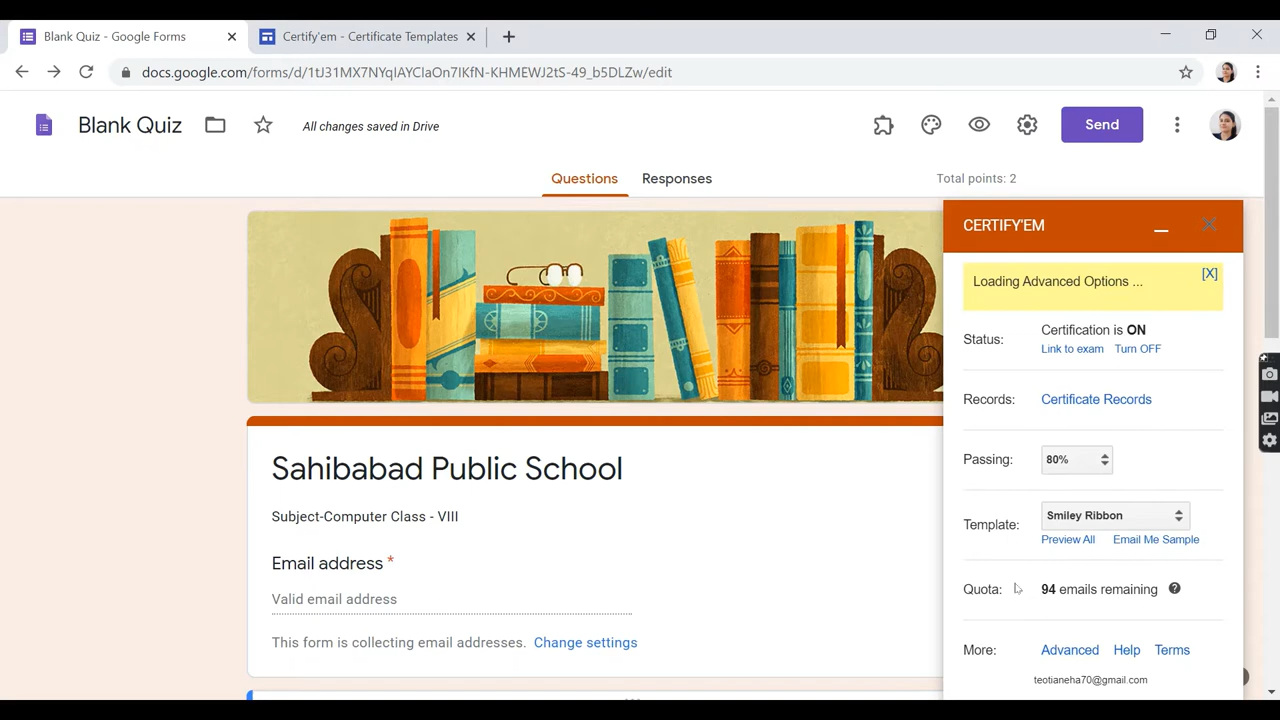 Blank Quiz - Google Forms
Certify'em - Certificate Templates
docs.google.com/forms/d/1tJ31MX7NYqIAYCIaOn7IKfN-KHMEWJ2tS-49_b5DLZw/edit
Blank Quiz
All changes saved in Drive
Send
Questions
Responses
Total points: 2
CERTIFY'EM
Loading Advanced Options ...
[X]
Status:
Certification is ON
Link to exam Turn OFF
Records:
Certificate Records
Passing:
80%
Template:
Smiley Ribbon
Preview All Email Me Sample
Quota:
94 emails remaining
More:
Advanced Help Terms
teotianeha70@gmail.com
Sahibabad Public School
Subject-Computer Class - VIII
Email address *
Valid email address
This form is collecting email addresses. Change settings